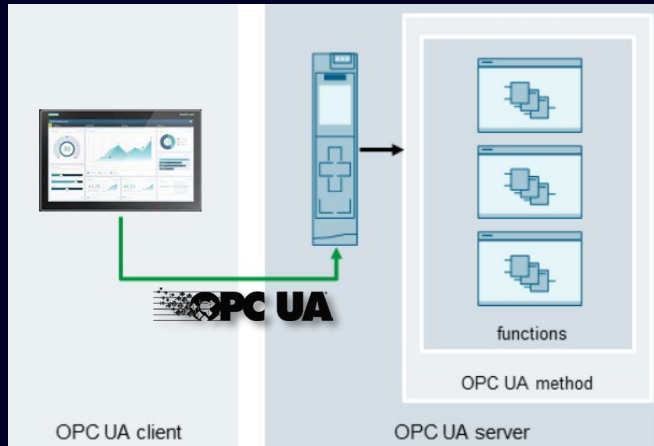 OPC UA
functions
OPC UA method
OPC UA client
OPC UA server